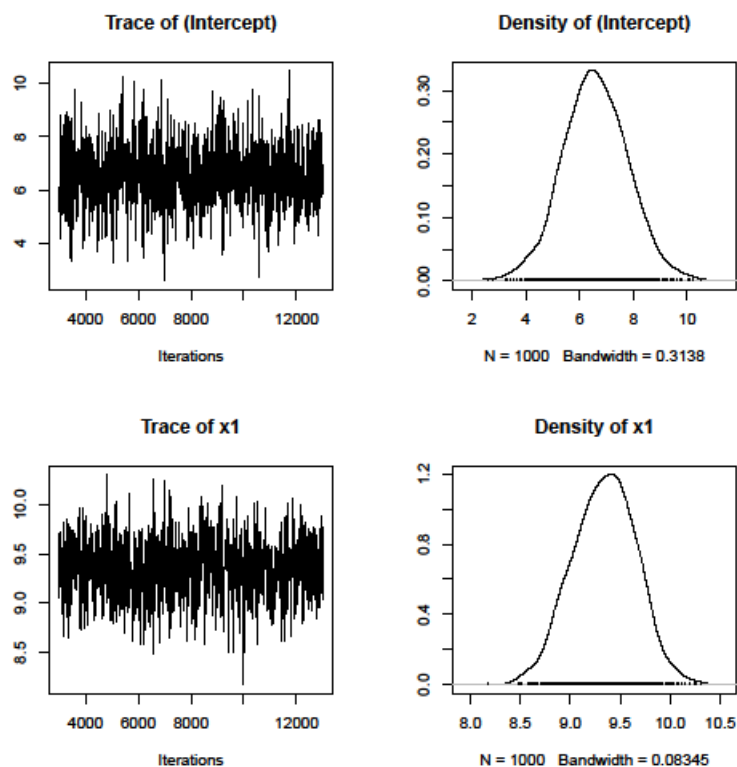 Trace of (Intercept)
10
8
6
4
4000 6000 8000 12000
Iterations
Density of (Intercept)
0.30
0.20
0.10
0.00
2 4 6 8 10
N = 1000 Bandwidth = 0.3138
Trace of x1
10.0
9.5
9.0
8.5
4000 6000 8000 12000
Iterations
Density of x1
1.2
0.8
0.4
0.0
8.0 8.5 9.0 9.5 10.0 10.5
N = 1000 Bandwidth = 0.08345